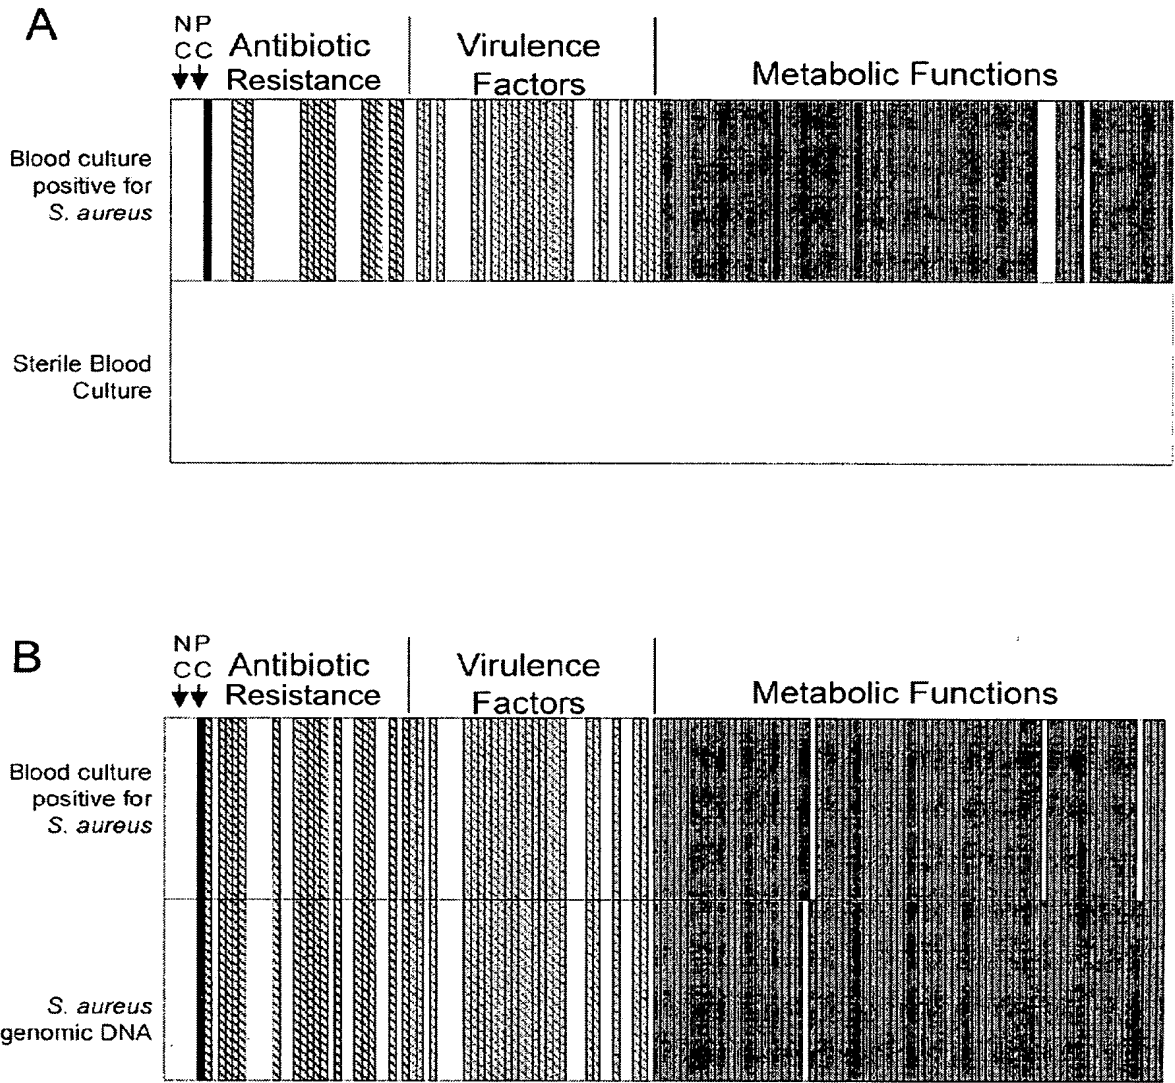 A
N P
C C
Antibiotic
Resistance
Virulence
Factors
Metabolic Functions
Blood culture
positive for
S. aureus
Sterile Blood
Culture
B
N P
C C
Antibiotic
Resistance
Virulence
Factors
Metabolic Functions
Blood culture
positive for
S. aureus
S. aureus
genomic DNA